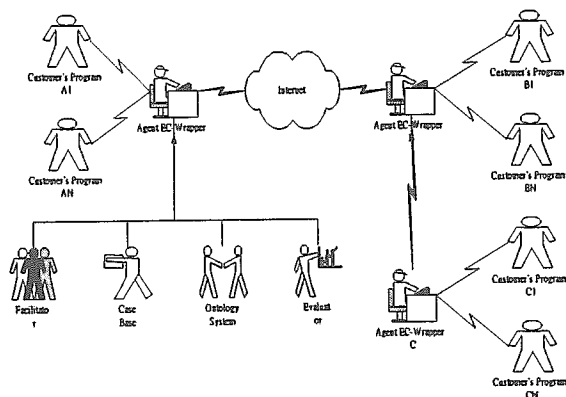 Customer's Program
A1
Customer's Program
AN
Agent EC-Wrapper
Internet
Agent EC-Wrapper
Customer's Program
B1
Customer's Program
BN
Facilitato
r
Case
Base
Ontology
System
Evaluat
or
Agent EC-Wrapper
C
Customer's Program
C1
Customer's Program
CN